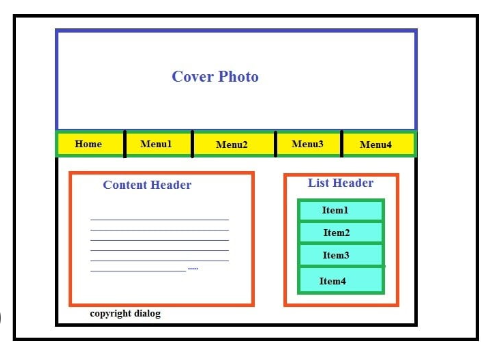 Cover Photo
Home Menu1 Menu2 Menu3 Menu4
Content Header
List Header
Item1
Item2
Item3
Item4
copyright dialog